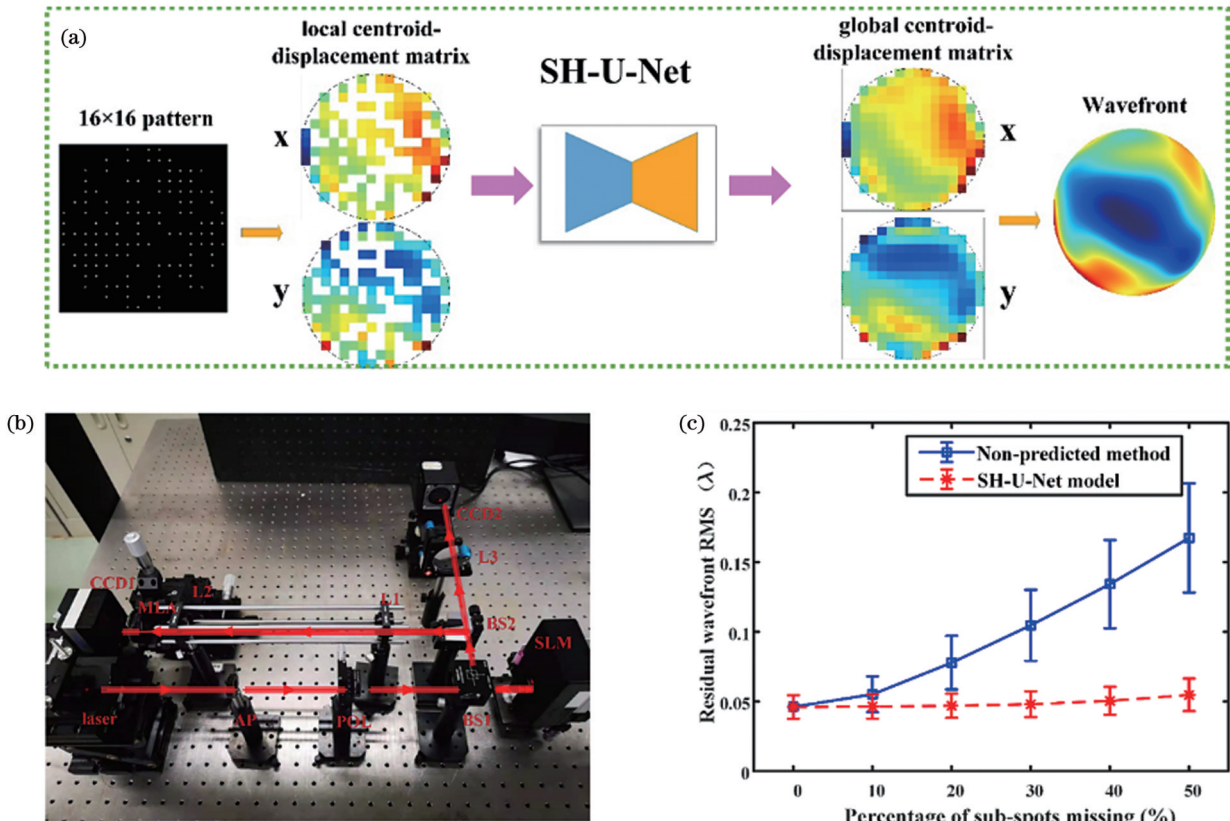 (a)
local centroid-
displacement matrix
global centroid-
displacement matrix
SH-U-Net
16×16 pattern
Wavefront
x
x
y
y
(b)
CCD2
L3
CCD1
MLA
L2
L1
BS2
SLM
laser
AP
POL
BS1
(c)
Residual wavefront RMS (λ)
0.25
0.2
0.15
0.1
0.05
0
Non-predicted method
SH-U-Net model
0 10 20 30 40 50
Percentage of sub-spots missing (%)